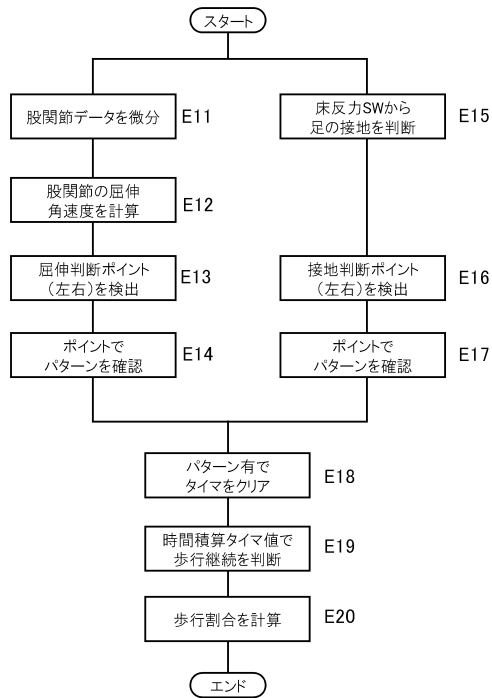 スタート
股関節データを微分
E11
股関節の屈伸
角速度を計算
E12
屈伸判断ポイント
(左右)を検出
E13
ポイントで
パターンを確認
E14
床反力SWから
足の接地を判断
E15
接地判断ポイント
(左右)を検出
E16
ポイントで
パターンを確認
E17
パターン有で
タイマをクリア
E18
時間積算タイマ値で
歩行継続を判断
E19
歩行割合を計算
E20
エンド